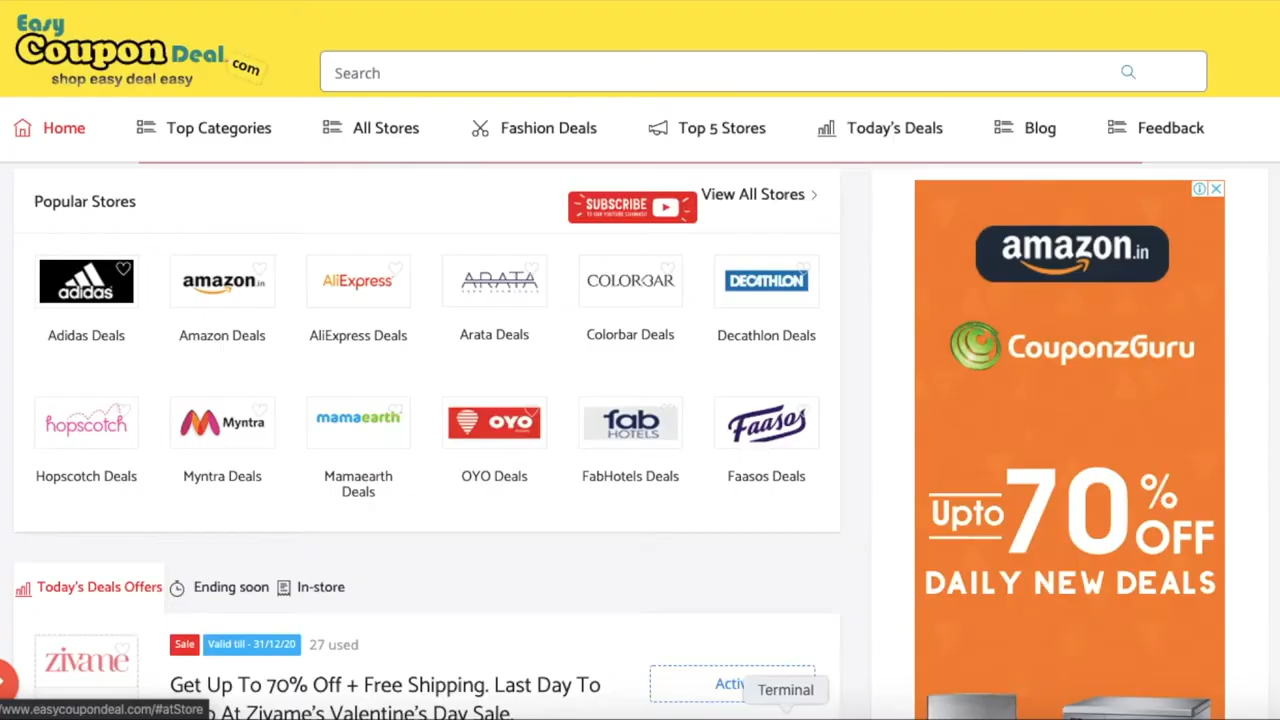 Easy
Coupon Deal.com
shop easy deal easy
Search
Home
Top Categories
All Stores
Fashion Deals
Top 5 Stores
Today's Deals
Blog
Feedback
Popular Stores
SUBSCRIBE
TO OUR YOUTUBE CHANNEL
View All Stores
adidas
amazon.in
AliExpress
ARATA
COLORBAR
DECATHLON
Adidas Deals
Amazon Deals
AliExpress Deals
Arata Deals
Colorbar Deals
Decathlon Deals
hopscotch
Myntra
mamaearth
OYO
fab
HOTELS
Faasos
Hopscotch Deals
Myntra Deals
Mamaearth
Deals
OYO Deals
FabHotels Deals
Faasos Deals
amazon.in
CouponzGuru
Upto 70% OFF
DAILY NEW DEALS
Today's Deals Offers
Ending soon
In-store
zivame
Sale
Valid till - 31/12/20
27 used
Get Up To 70% Off + Free Shipping. Last Day To
At Zivame's Valentine's Day Sale.
Terminal
/www.easycoupondeal.com/#atStore